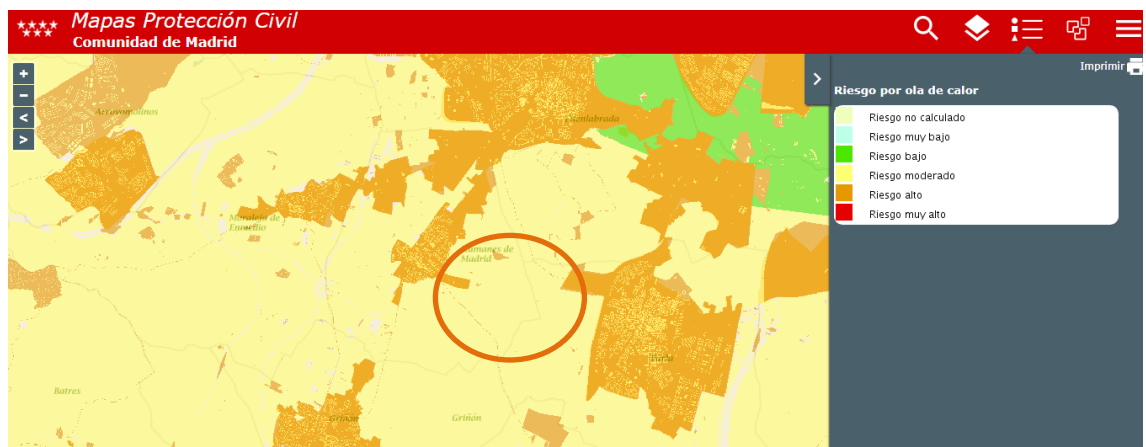 Mapas Protección Civil
Comunidad de Madrid
+
−
<
>
>
Imprimir
Riesgo por ola de calor
Riesgo no calculado
Riesgo muy bajo
Riesgo bajo
Riesgo moderado
Riesgo alto
Riesgo muy alto
Arroyomolinos
Fuenlabrada
Moraleja de
Enmedio
Humanes de
Madrid
Parla
Batres
Griñón
Griñón